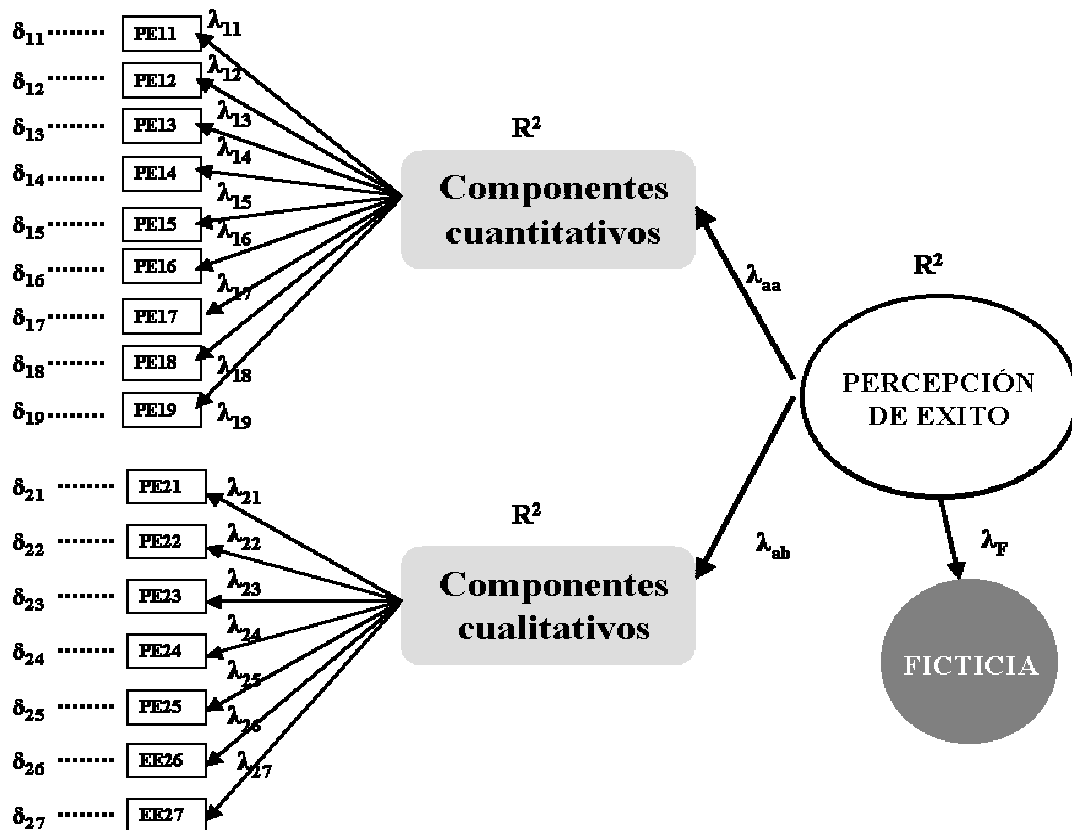 δ11 PE11 λ11
δ12 PE12 λ12
δ13 PE13 λ13
δ14 PE14 λ14
δ15 PE15 λ15
δ16 PE16 λ16
δ17 PE17 λ17
δ18 PE18 λ18
δ19 PE19 λ19
R²
Componentes
cuantitativos
λaa
R²
PERCEPCIÓN
DE EXITO
δ21 PE21 λ21
δ22 PE22 λ22
δ23 PE23 λ23
δ24 PE24 λ24
δ25 PE25 λ25
δ26 EE26 λ26
δ27 EE27 λ27
R²
Componentes
cualitativos
λab
λF
FICTICIA